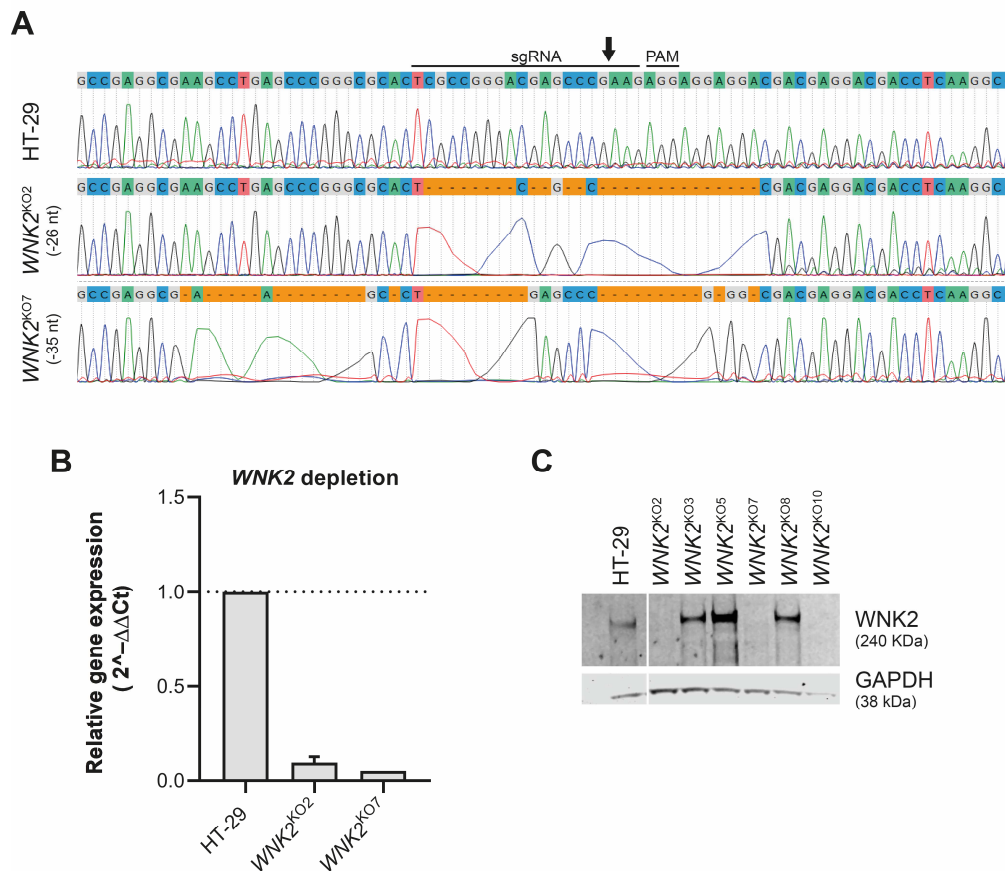 A
sgRNA
PAM
GCCGAGGCGAAGCCTGAGCCCGGGCGCACTCGCCGGGACGAGCCCGAAGAGGAGGAGGACGACGAGGACGACCTCAAGGC
HT-29
GCCGAGGCGAAGCCTGAGCCCGGGCGCACT--------C--G--C--------------CGACGAGGACGACCTCAAGGC
WNK2KO2
(-26 nt)
GCCGAGGCG-A-----A--------GC-CT---------GAGCCC---------G-GG-CGACGAGGACGACCTCAAGGC
WNK2KO7
(-35 nt)
B
WNK2 depletion
Relative gene expression
( 2^−ΔΔCt)
1.5
1.0
0.5
0.0
HT-29
WNK2KO2
WNK2KO7
C
HT-29
WNK2KO2
WNK2KO3
WNK2KO5
WNK2KO7
WNK2KO8
WNK2KO10
WNK2
(240 KDa)
GAPDH
(38 kDa)